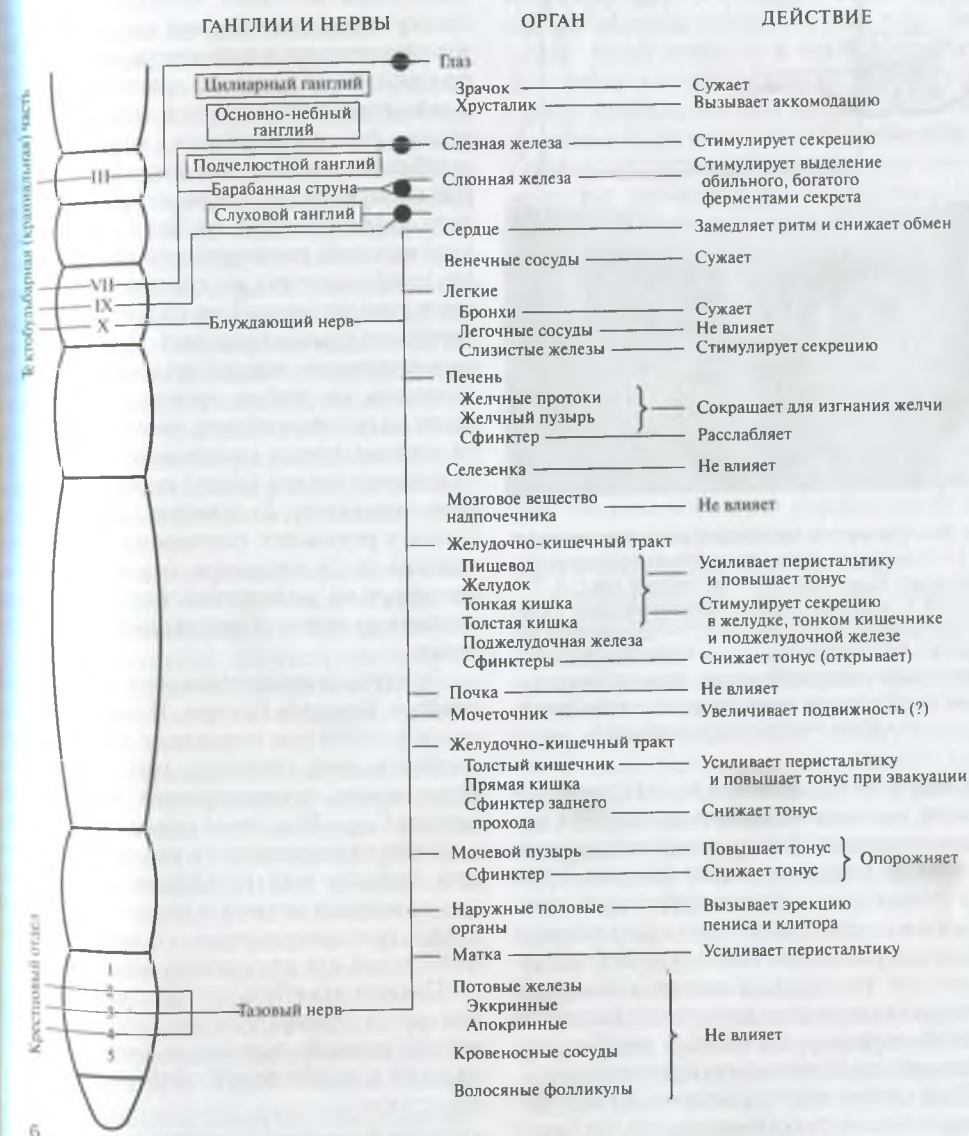 ГАНГЛИИ И НЕРВЫ ОРГАН ДЕЙСТВИЕ
Глаз
Цилиарный ганглий
Зрачок Сужает
Хрусталик Вызывает аккомодацию
Основно-небный
ганглий
Слезная железа Стимулирует секрецию
Подчелюстной ганглий
Барабанная струна
Слюнная железа Стимулирует выделение
обильного, богатого
ферментами секрета
Слуховой ганглий
Сердце Замедляет ритм и снижает обмен
Венечные сосуды Сужает
Легкие
Бронхи Сужает
Легочные сосуды Не влияет
Слизистые железы Стимулирует секрецию
Блуждающий нерв
Печень
Желчные протоки
Желчный пузырь
Сокращает для изгнания желчи
Сфинктер Расслабляет
Селезенка Не влияет
Мозговое вещество
надпочечника
Не влияет
Желудочно-кишечный тракт
Пищевод
Желудок
Тонкая кишка
Толстая кишка
Усиливает перистальтику
и повышает тонус
Стимулирует секрецию
в желудке, тонком кишечнике
и поджелудочной железе
Поджелудочная железа
Сфинктеры Снижает тонус (открывает)
Почка Не влияет
Мочеточник Увеличивает подвижность (?)
Желудочно-кишечный тракт
Толстый кишечник Усиливает перистальтику
Прямая кишка и повышает тонус при эвакуации
Сфинктер заднего
прохода
Снижает тонус
Мочевой пузырь Повышает тонус
Сфинктер Снижает тонус
Опорожняет
Наружные половые
органы
Вызывает эрекцию
пениса и клитора
Матка Усиливает перистальтику
Потовые железы
Эккринные
Апокринные
Кровеносные сосуды
Волосяные фолликулы
Не влияет
Тазовый нерв
Тектобульбарная (краниальная) часть
III
VII
IX
X
Крестцовый отдел
1
2
3
4
5
6